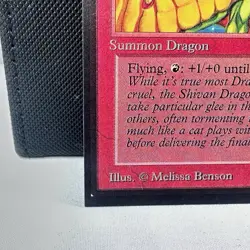 Summon Dragon
Flying, : +1/+0 until
While it's true most Dra
cruel, the Shivan Drago
take particular glee in th
others, often tormenting
much like a cat plays wit
before delivering the fina
Illus. © Melissa Benson